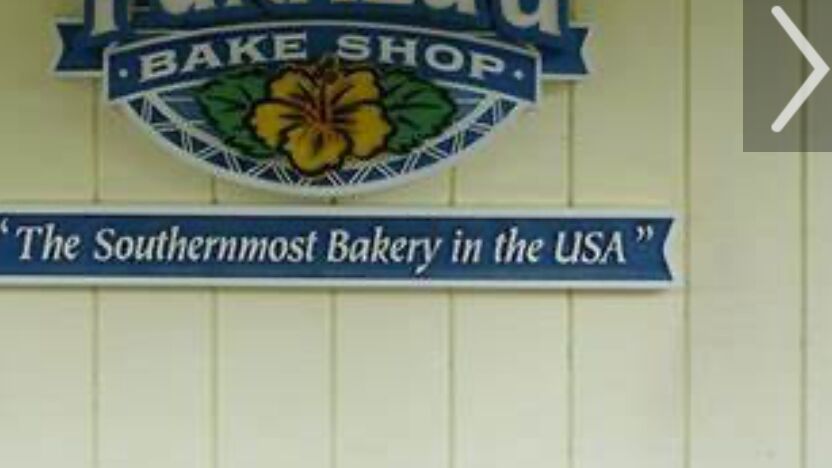 · BAKE SHOP ·
“The Southernmost Bakery in the USA”